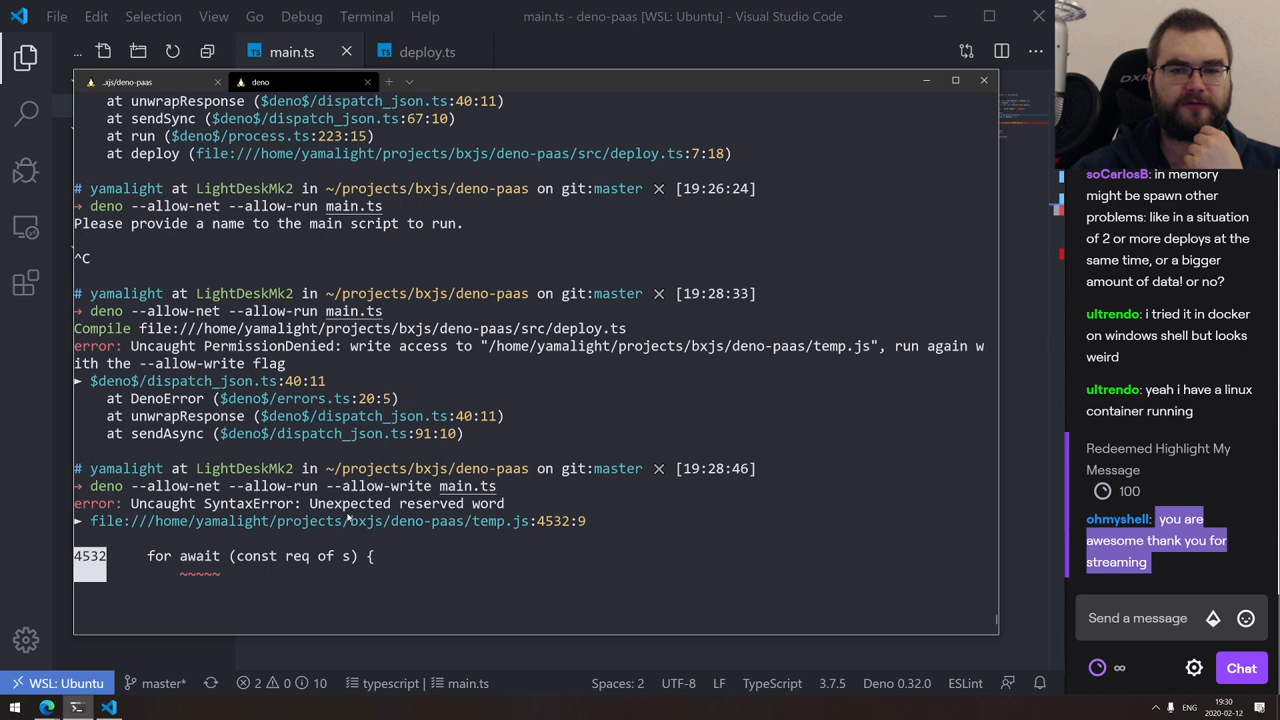 File Edit Selection View Go Debug Terminal Help
main.ts - deno-paas [WSL: Ubuntu] - Visual Studio Code
... main.ts deploy.ts ...
_xjs/deno-paas deno
at unwrapResponse ($deno$/dispatch_json.ts:40:11)
at sendSync ($deno$/dispatch_json.ts:67:10)
at run ($deno$/process.ts:223:15)
at deploy (file:///home/yamalight/projects/bxjs/deno-paas/src/deploy.ts:7:18)
# yamalight at LightDeskMk2 in ~/projects/bxjs/deno-paas on git:master ✕ [19:26:24]
→ deno --allow-net --allow-run main.ts
Please provide a name to the main script to run.
^C
# yamalight at LightDeskMk2 in ~/projects/bxjs/deno-paas on git:master ✕ [19:28:33]
→ deno --allow-net --allow-run main.ts
Compile file:///home/yamalight/projects/bxjs/deno-paas/src/deploy.ts
error: Uncaught PermissionDenied: write access to "/home/yamalight/projects/bxjs/deno-paas/temp.js", run again w
ith the --allow-write flag
► $deno$/dispatch_json.ts:40:11
at DenoError ($deno$/errors.ts:20:5)
at unwrapResponse ($deno$/dispatch_json.ts:40:11)
at sendAsync ($deno$/dispatch_json.ts:91:10)
# yamalight at LightDeskMk2 in ~/projects/bxjs/deno-paas on git:master ✕ [19:28:46]
→ deno --allow-net --allow-run --allow-write main.ts
error: Uncaught SyntaxError: Unexpected reserved word
► file:///home/yamalight/projects/bxjs/deno-paas/temp.js:4532:9
4532 for await (const req of s) {
~~~~~
DXR
soCarlosB: in memory
might be spawn other
problems: like in a situation
of 2 or more deploys at the
same time, or a bigger
amount of data! or no?
ultrendo: i tried it in docker
on windows shell but looks
weird
ultrendo: yeah i have a linux
container running
Redeemed Highlight My
Message
100
ohmyshell: you are
awesome thank you for
streaming
Send a message
∞
Chat
WSL: Ubuntu master* 2 0 10 typescript | main.ts Spaces: 2 UTF-8 LF TypeScript 3.7.5 Deno 0.32.0 ESLint
ENG 19:30
2020-02-12